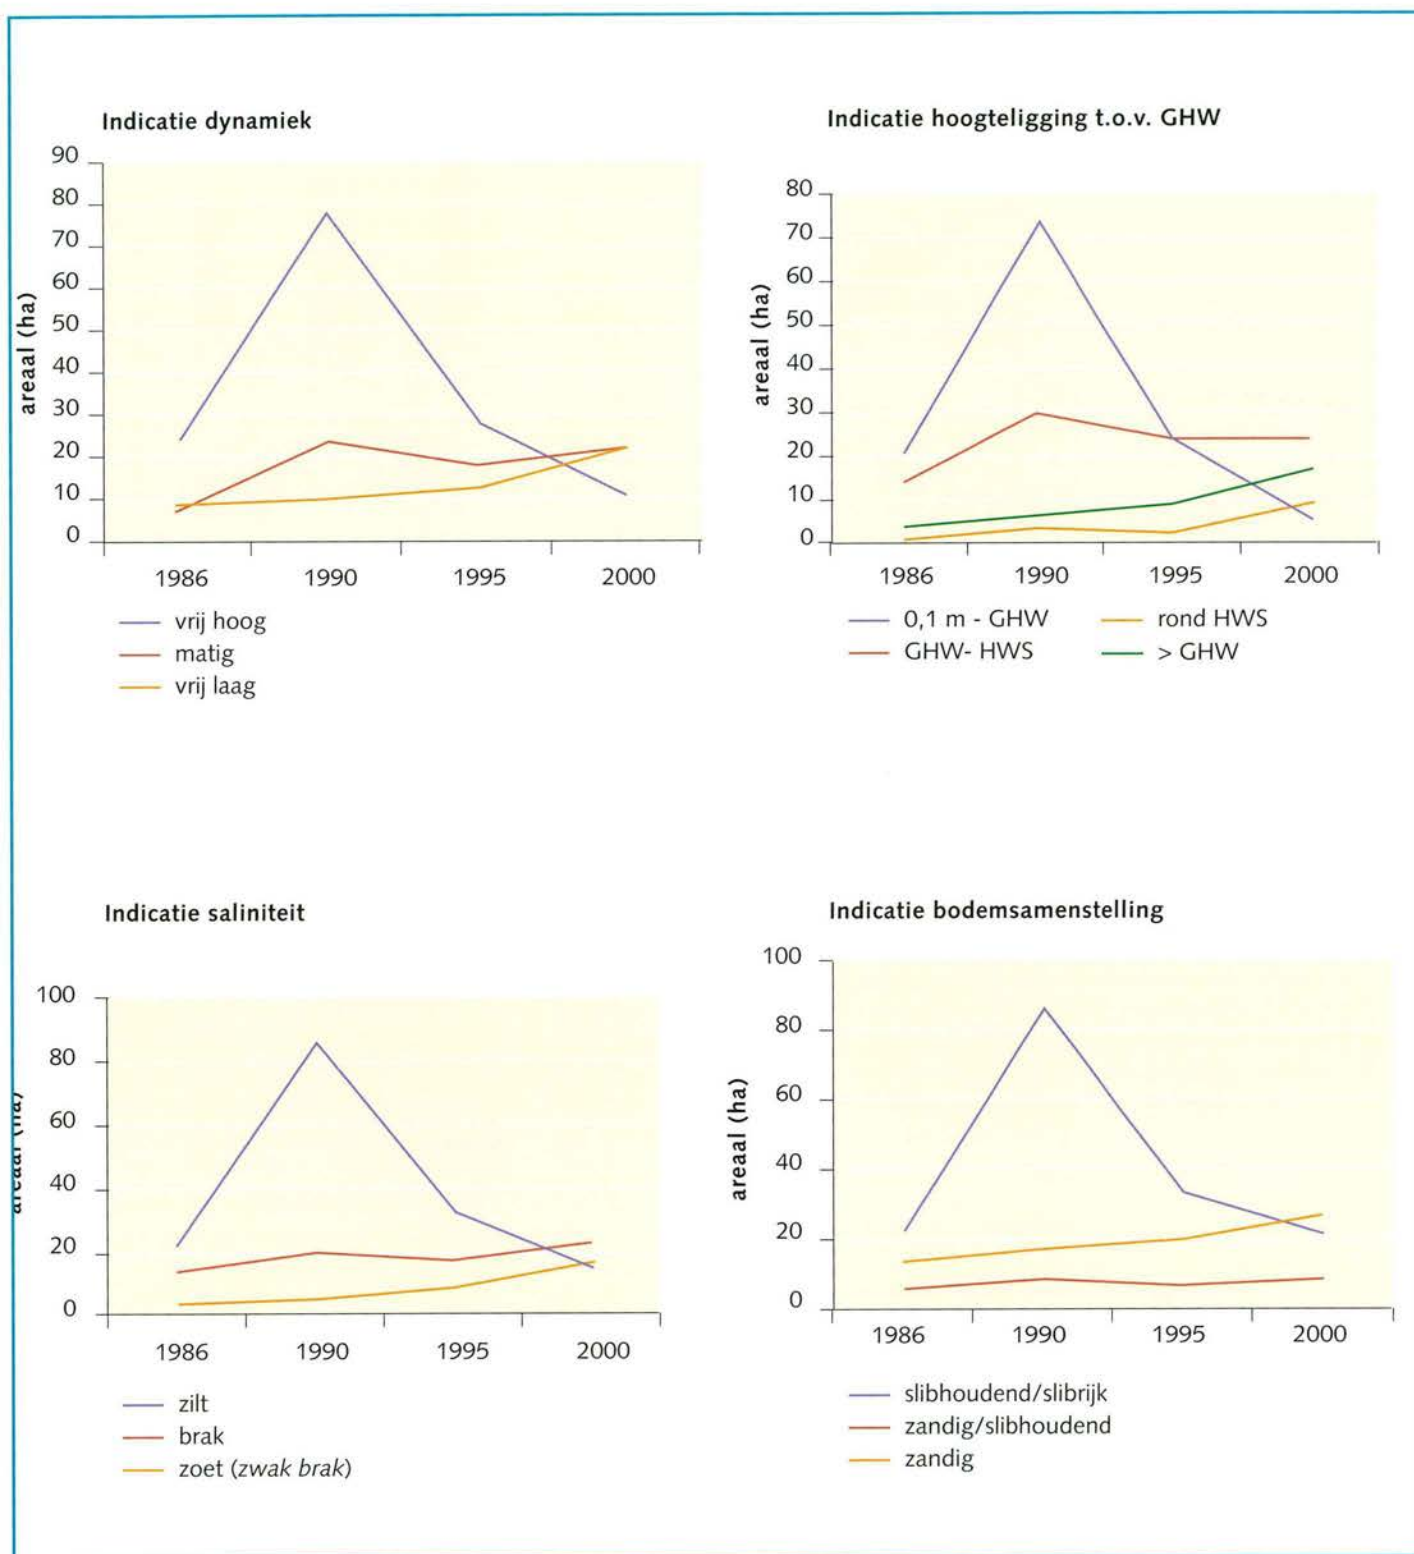 Indicatie dynamiek
90
80
70
60
50
40
30
20
10
0
areaal (ha)
1986 1990 1995 2000
vrij hoog
matig
vrij laag
Indicatie hoogteligging t.o.v. GHW
80
70
60
50
40
30
20
10
0
areaal (ha)
1986 1990 1995 2000
0,1 m - GHW rond HWS
GHW- HWS > GHW
Indicatie saliniteit
100
80
60
40
20
0
areaal (ha)
1986 1990 1995 2000
zilt
brak
zoet (zwak brak)
Indicatie bodemsamenstelling
100
80
60
40
20
0
areaal (ha)
1986 1990 1995 2000
slibhoudend/slibrijk
zandig/slibhoudend
zandig